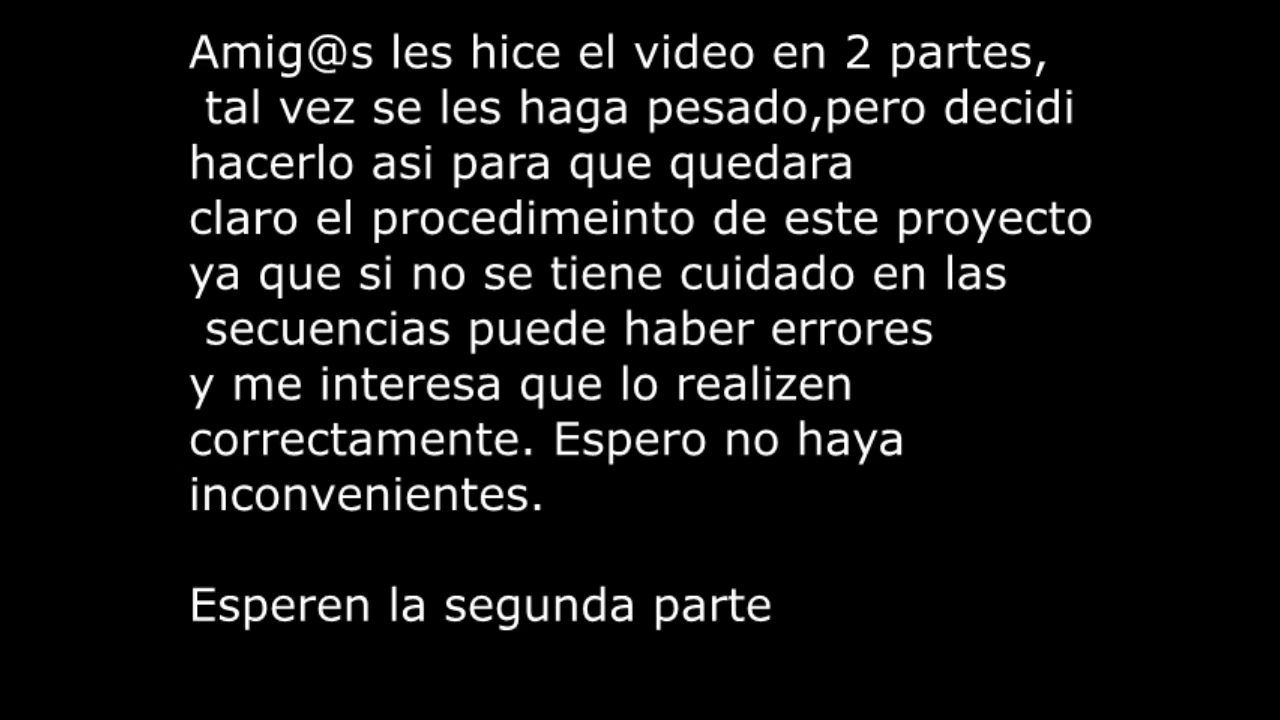 Amig@s les hice el video en 2 partes,
tal vez se les haga pesado,pero decidi
hacerlo asi para que quedara
claro el procedimeinto de este proyecto
ya que si no se tiene cuidado en las
secuencias puede haber errores
y me interesa que lo realizen
correctamente. Espero no haya
inconvenientes.
Esperen la segunda parte